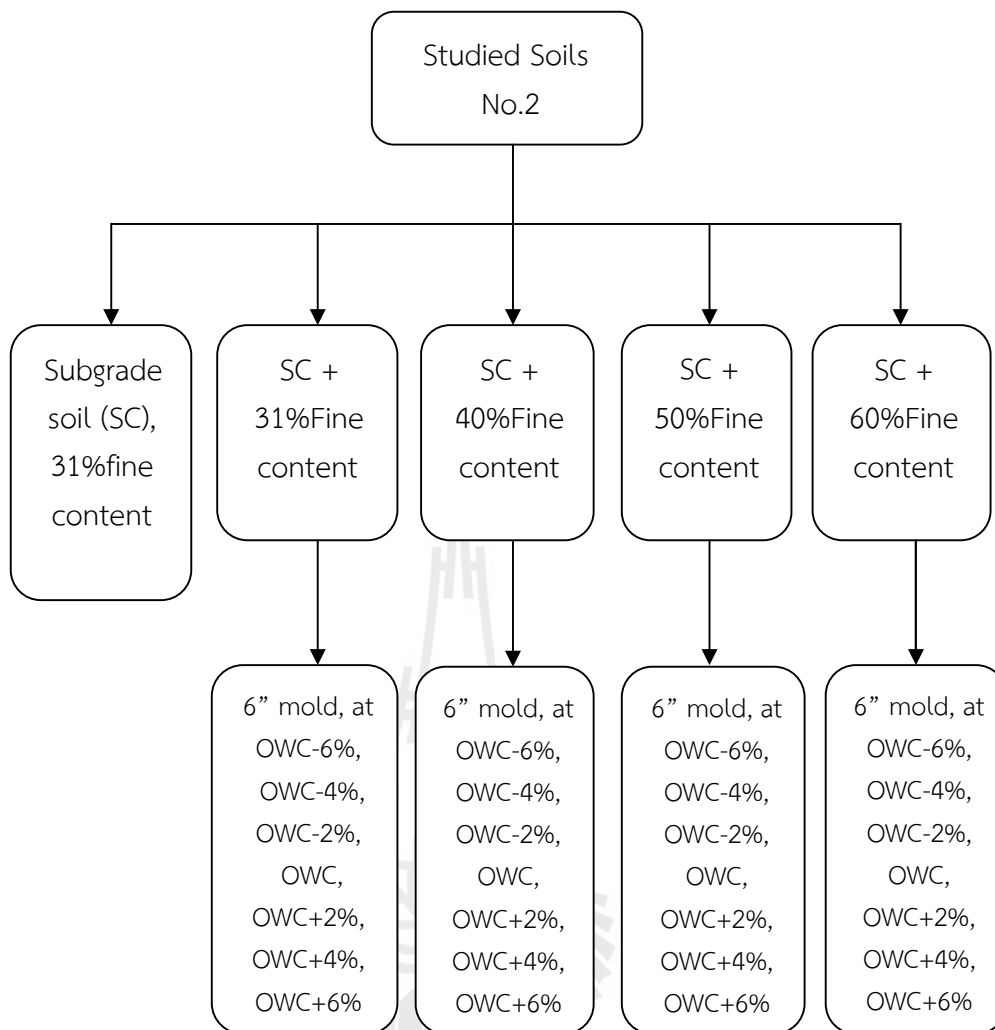 Studied Soils
No.2
Subgrade
soil (SC),
31%fine
content
SC +
31%Fine
content
SC +
40%Fine
content
SC +
50%Fine
content
SC +
60%Fine
content
6” mold, at
OWC-6%,
OWC-4%,
OWC-2%,
OWC,
OWC+2%,
OWC+4%,
OWC+6%
6” mold, at
OWC-6%,
OWC-4%,
OWC-2%,
OWC,
OWC+2%,
OWC+4%,
OWC+6%
6” mold, at
OWC-6%,
OWC-4%,
OWC-2%,
OWC,
OWC+2%,
OWC+4%,
OWC+6%
6” mold, at
OWC-6%,
OWC-4%,
OWC-2%,
OWC,
OWC+2%,
OWC+4%,
OWC+6%